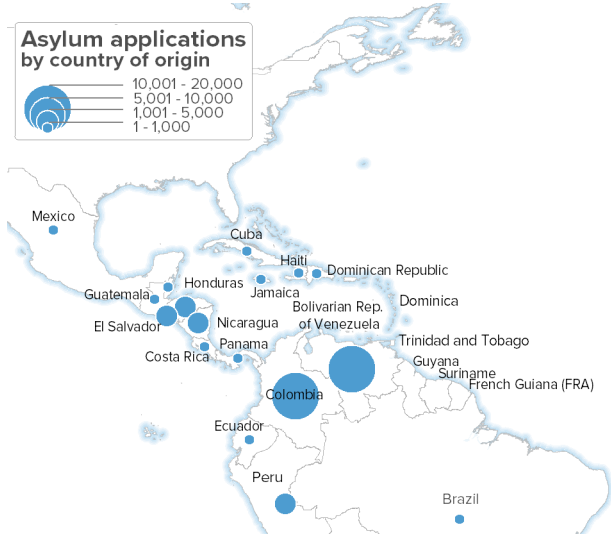 Asylum applications
by country of origin
10,001 - 20,000
5,001 - 10,000
1,001 - 5,000
1 - 1,000
Mexico
Cuba
Haiti
Dominican Republic
Guatemala
Honduras
Jamaica
Bolivarian Rep.
of Venezuela
Dominica
El Salvador
Nicaragua
Costa Rica
Panama
Trinidad and Tobago
Guyana
Suriname
French Guiana (FRA)
Colombia
Ecuador
Peru
Brazil